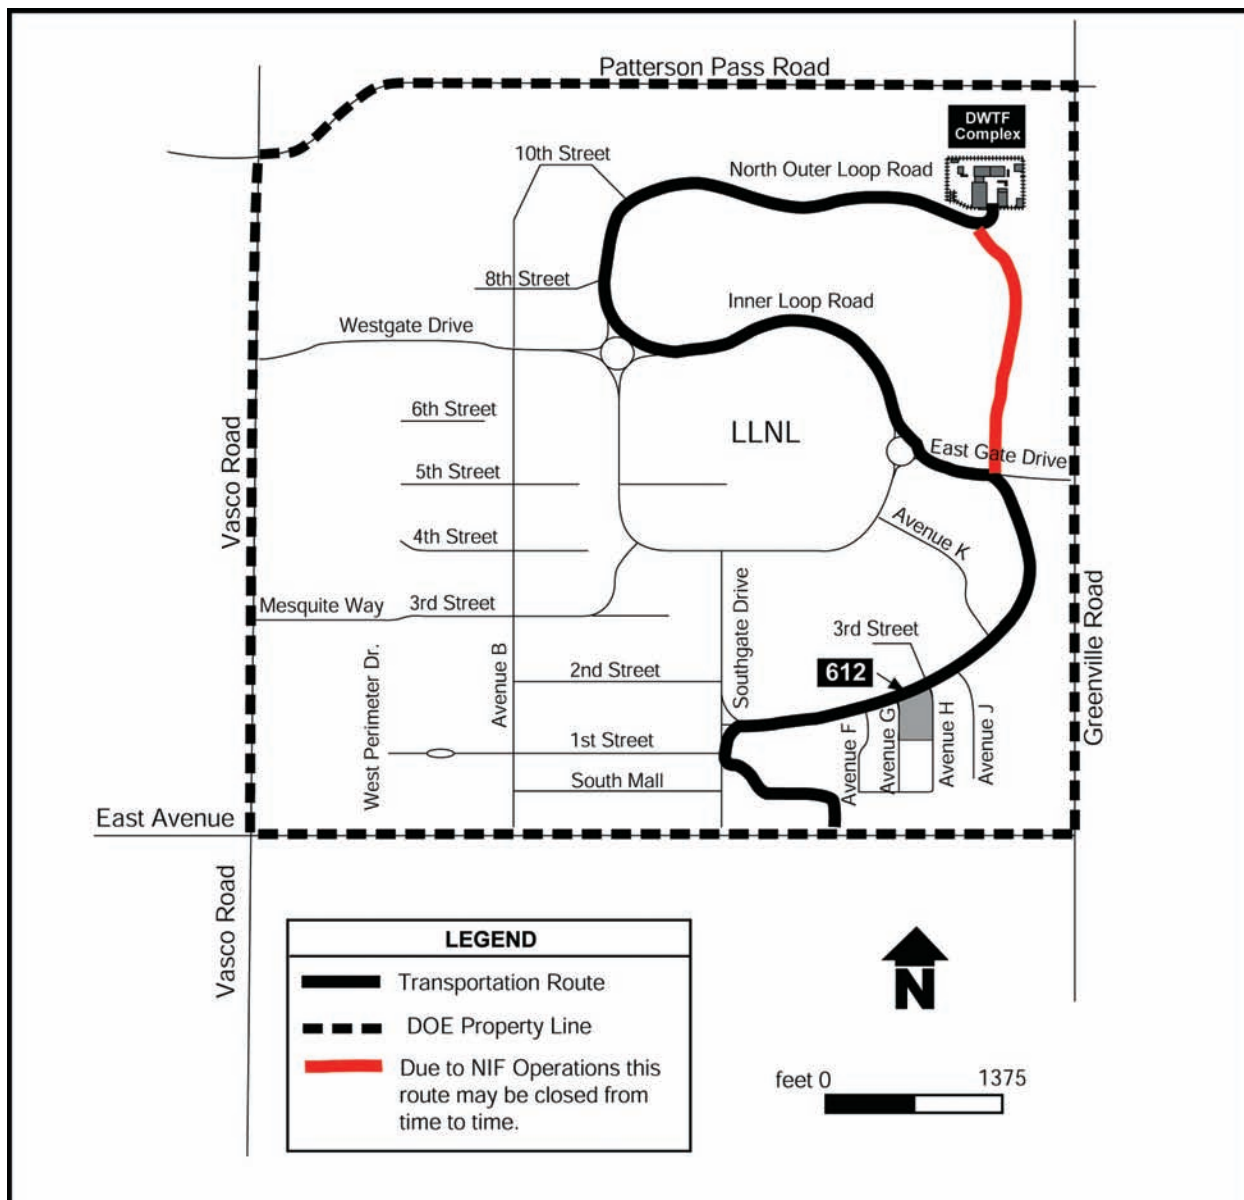 Patterson Pass Road
DWTF
Complex
10th Street
North Outer Loop Road
8th Street
Inner Loop Road
Westgate Drive
6th Street
LLNL
East Gate Drive
Vasco Road
5th Street
Avenue K
4th Street
Mesquite Way
3rd Street
Southgate Drive
3rd Street
Greenville Road
West Perimeter Dr.
Avenue B
2nd Street
612
1st Street
Avenue F
Avenue G
Avenue H
Avenue J
South Mall
East Avenue
Vasco Road
LEGEND
Transportation Route
DOE Property Line
Due to NIF Operations this
route may be closed from
time to time.
N
feet 0 1375